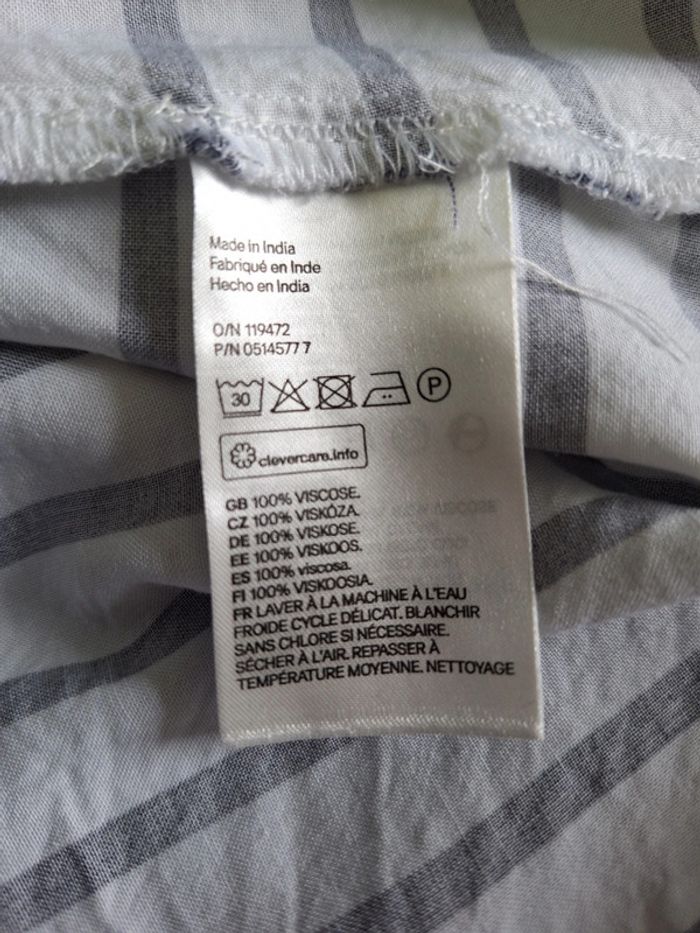 Made in India
Fabriqué en Inde
Hecho en India
O/N 119472
P/N 0514577 7
30 P
clevercare.info
GB 100% VISCOSE.
CZ 100% VISKÓZA.
DE 100% VISKOSE.
EE 100% VISKOOS.
ES 100% viscosa.
FI 100% VISKOOSIA.
FR LAVER À LA MACHINE À L'EAU
FROIDE CYCLE DÉLICAT. BLANCHIR
SANS CHLORE SI NÉCESSAIRE.
SÉCHER À L'AIR. REPASSER À
TEMPÉRATURE MOYENNE. NETTOYAGE